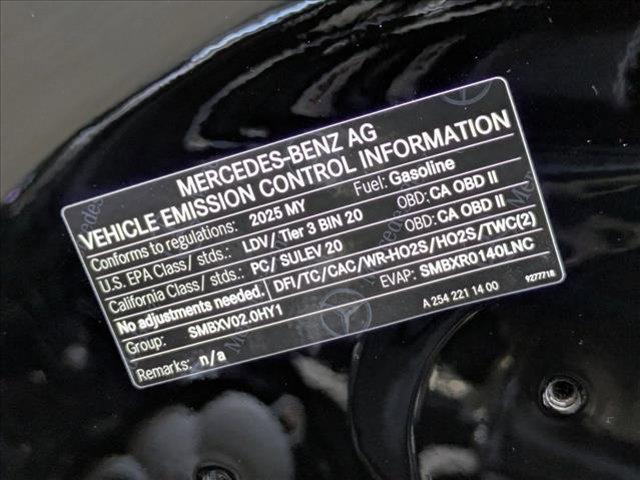 MERCEDES-BENZ AG
VEHICLE EMISSION CONTROL INFORMATION
Conforms to regulations: 2025 MY Fuel: Gasoline
U.S. EPA Class/ stds.: LDV/ Tier 3 BIN 20 OBD: CA OBD II
California Class/ stds.: PC/ SULEV 20 OBD: CA OBD II
No adjustments needed. DFI/TC/CAC/WR-HO2S/HO2S/TWC(2)
Group: SMBXV02.0HY1 EVAP: SMBXR0140LNC
Remarks: n/a A 254 221 14 00 9277718